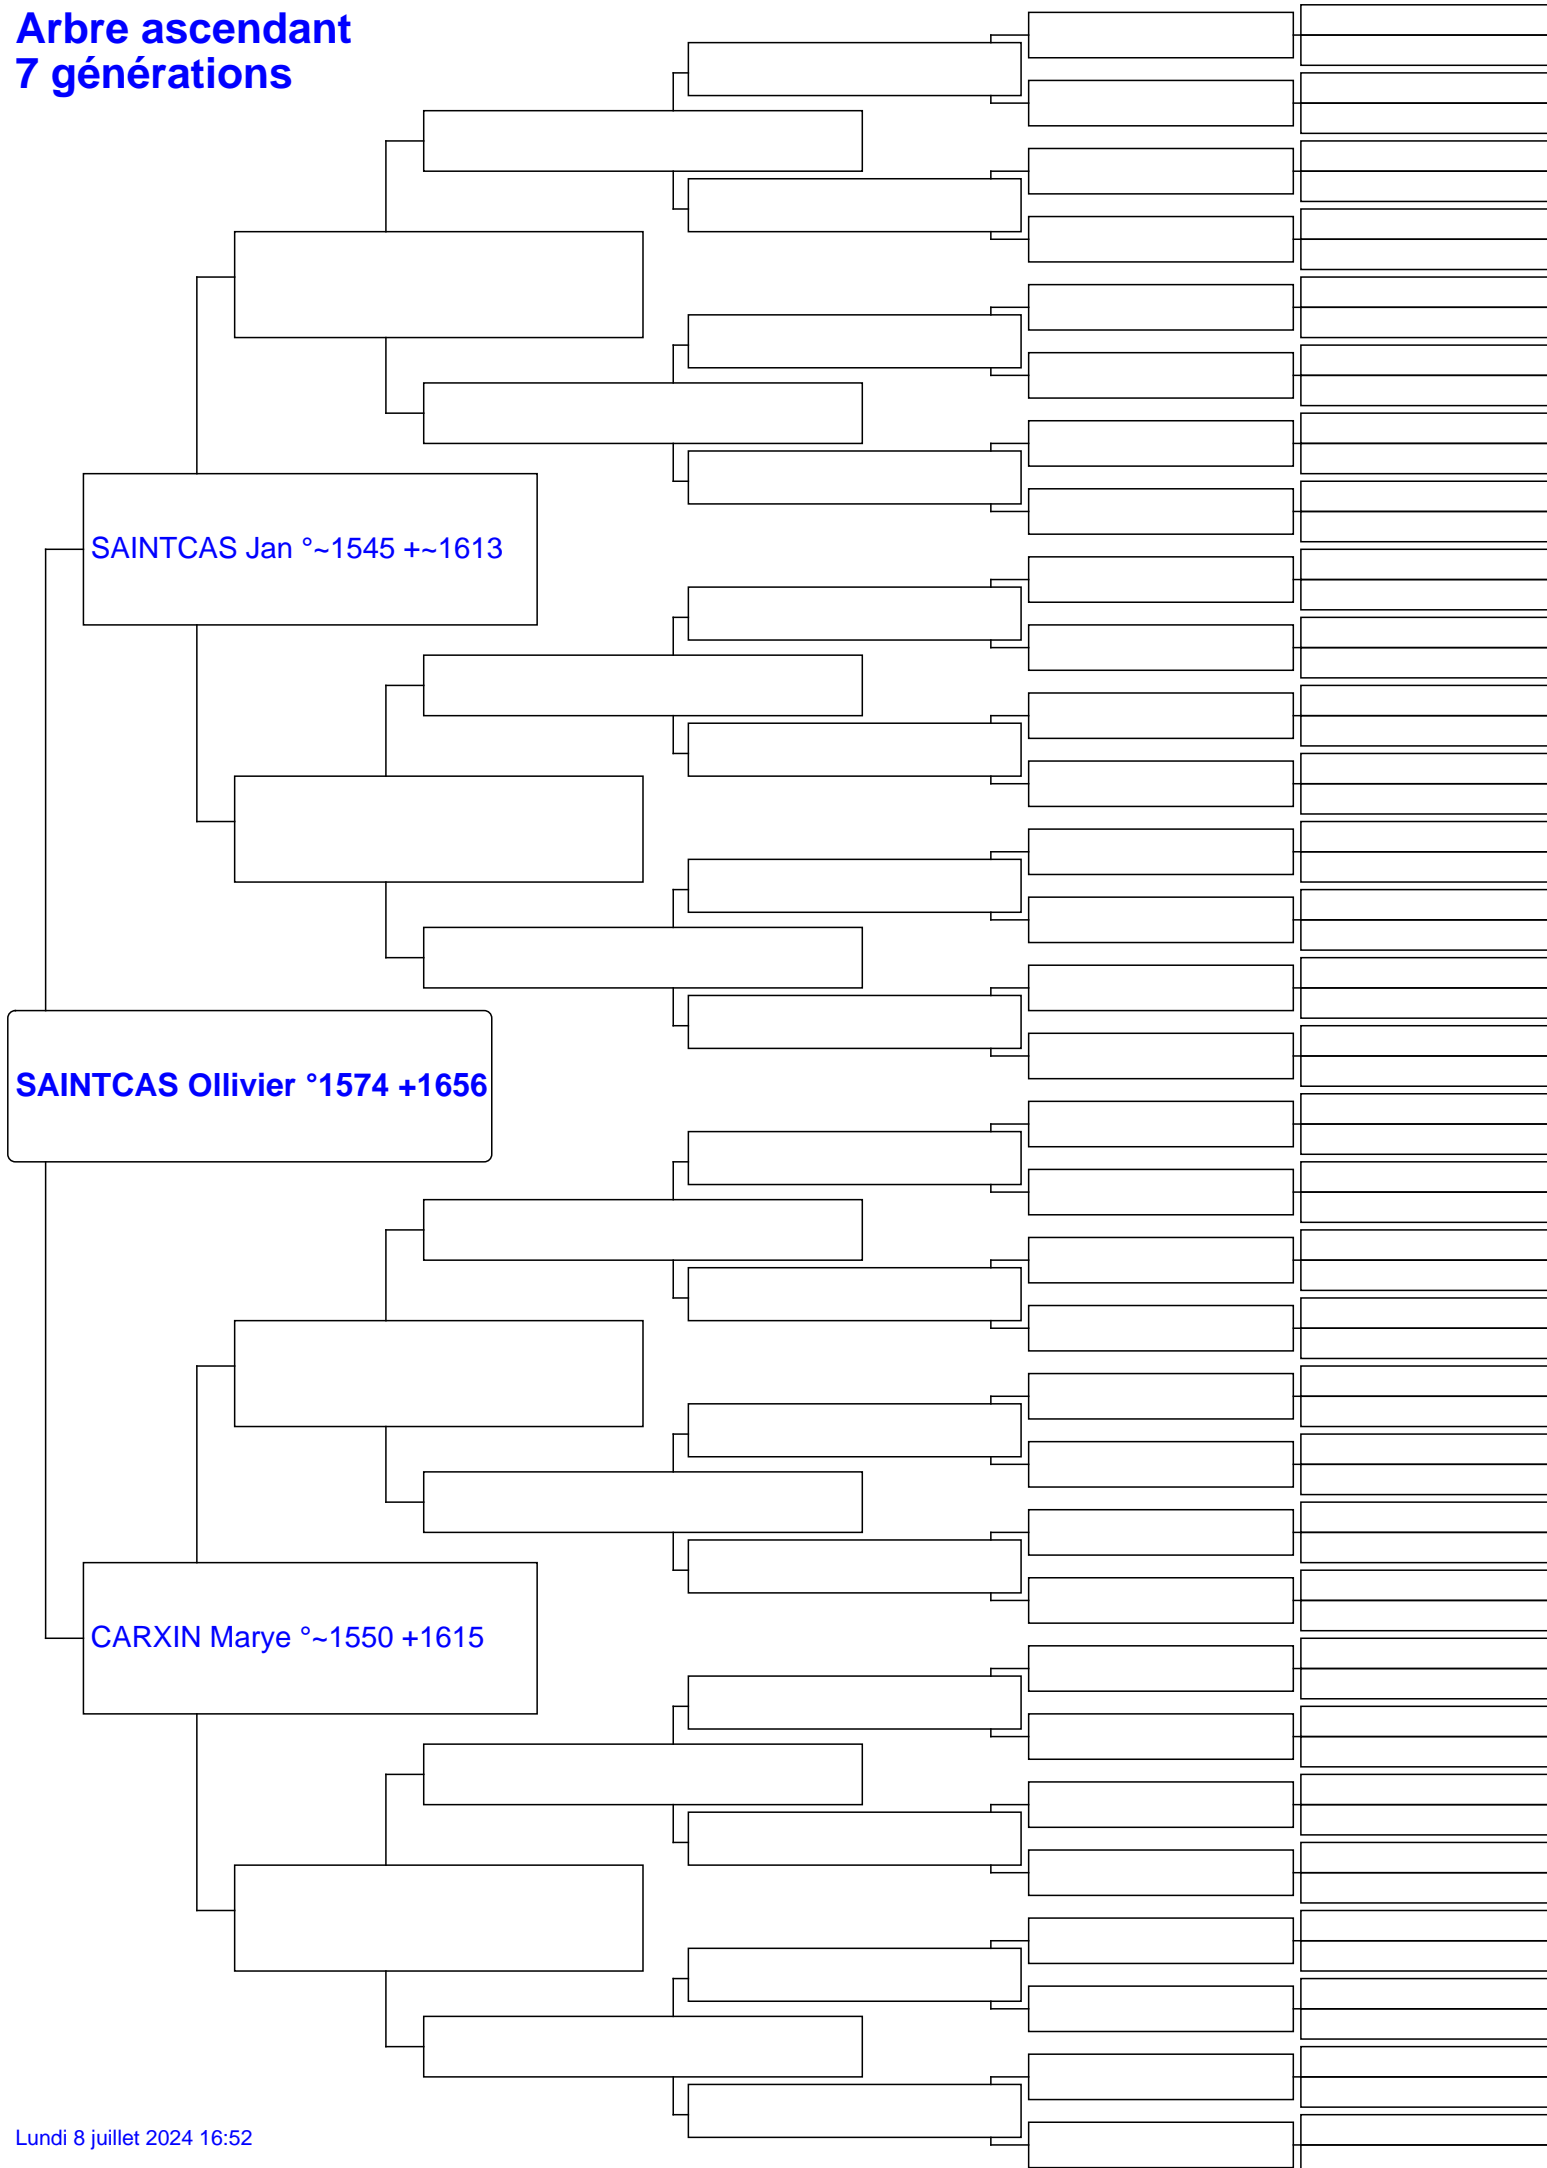 Arbre ascendant
7 générations
SAINTCAS Jan °~1545 +~1613
SAINTCAS Ollivier °1574 +1656
CARXIN Marye °~1550 +1615
Lundi 8 juillet 2024 16:52